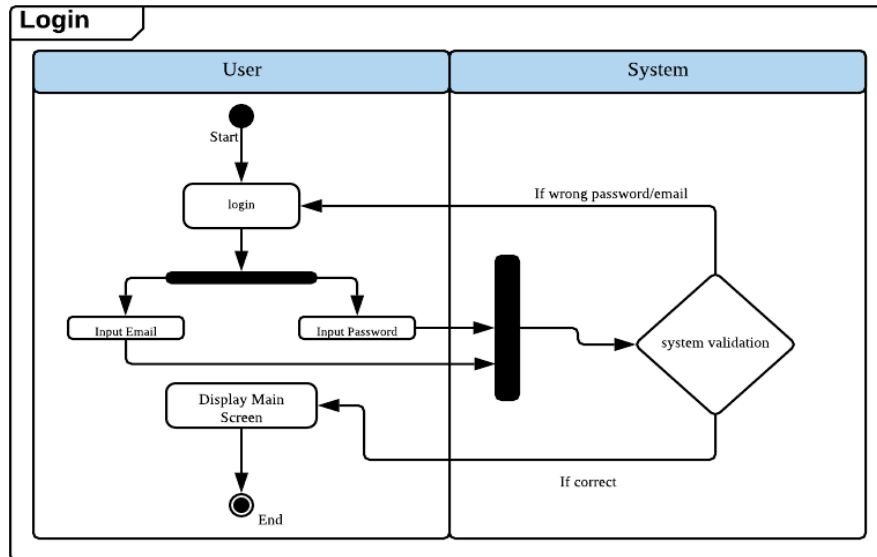 Login
User
System
Start
login
If wrong password/email
Input Email
Input Password
system validation
Display Main
Screen
If correct
End